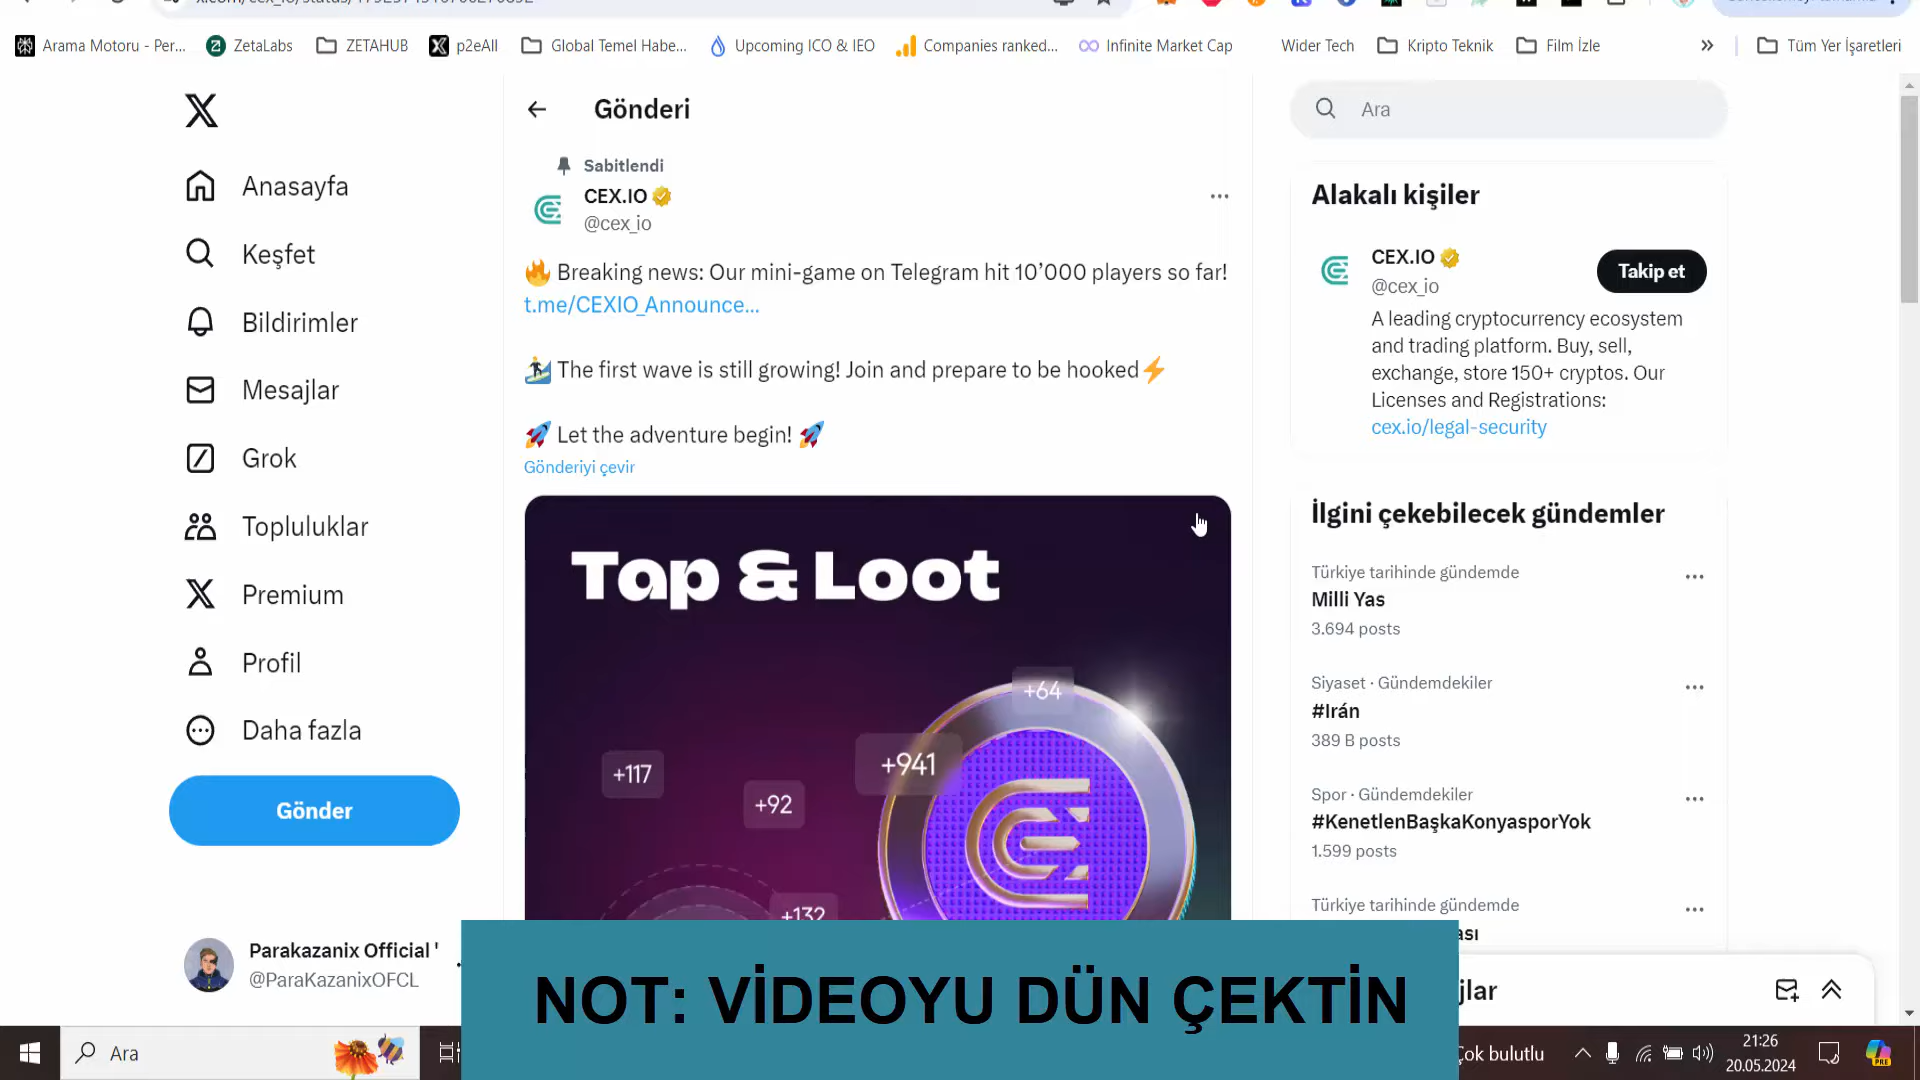 Arama Motoru - Per...
ZetaLabs
ZETAHUB
p2eAll
Global Temel Habe...
Upcoming ICO & IEO
Companies ranked...
Infinite Market Cap
Wider Tech
Kripto Teknik
Film İzle
Tüm Yer İşaretleri
Anasayfa
Keşfet
Bildirimler
Mesajlar
Grok
Topluluklar
Premium
Profil
Daha fazla
Gönder
Parakazanix Official '
@ParaKazanixOFCL
Gönderi
Sabitlendi
CEX.IO
@cex_io
🔥 Breaking news: Our mini-game on Telegram hit 10’000 players so far!
t.me/CEXIO_Announce...
🏄 The first wave is still growing! Join and prepare to be hooked⚡
🚀 Let the adventure begin! 🚀
Gönderiyi çevir
Tap & Loot
+64
+941
+117
+92
+132
Ara
Alakalı kişiler
CEX.IO
@cex_io
Takip et
A leading cryptocurrency ecosystem
and trading platform. Buy, sell,
exchange, store 150+ cryptos. Our
Licenses and Registrations:
cex.io/legal-security
İlgini çekebilecek gündemler
Türkiye tarihinde gündemde
Milli Yas
3.694 posts
Siyaset · Gündemdekiler
#Irán
389 B posts
Spor · Gündemdekiler
#KenetlenBaşkaKonyasporYok
1.599 posts
Türkiye tarihinde gündemde
ası
jlar
NOT: VİDEOYU DÜN ÇEKTİN
Ara
Çok bulutlu
21:26
20.05.2024
PRE